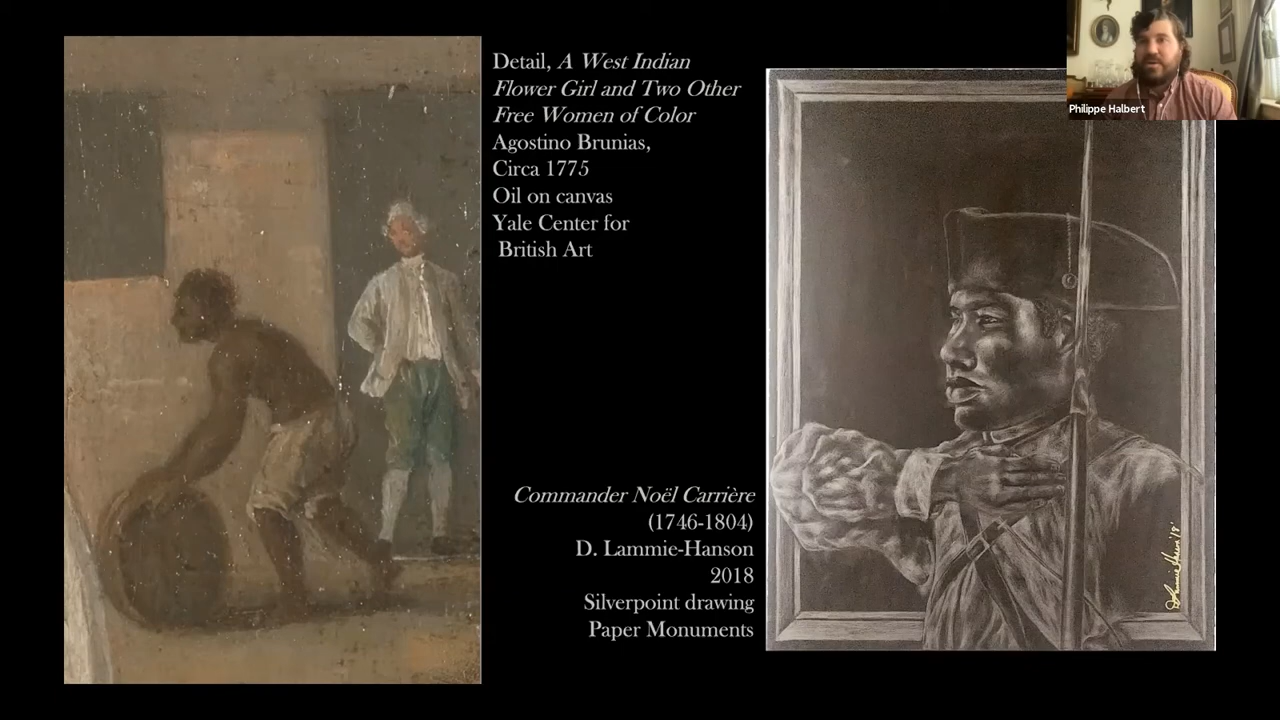 Detail, A West Indian
Flower Girl and Two Other
Free Women of Color
Agostino Brunias,
Circa 1775
Oil on canvas
Yale Center for
British Art
Philippe Halbert
Commander Noël Carrière
(1746-1804)
D. Lammie-Hanson
2018
Silverpoint drawing
Paper Monuments